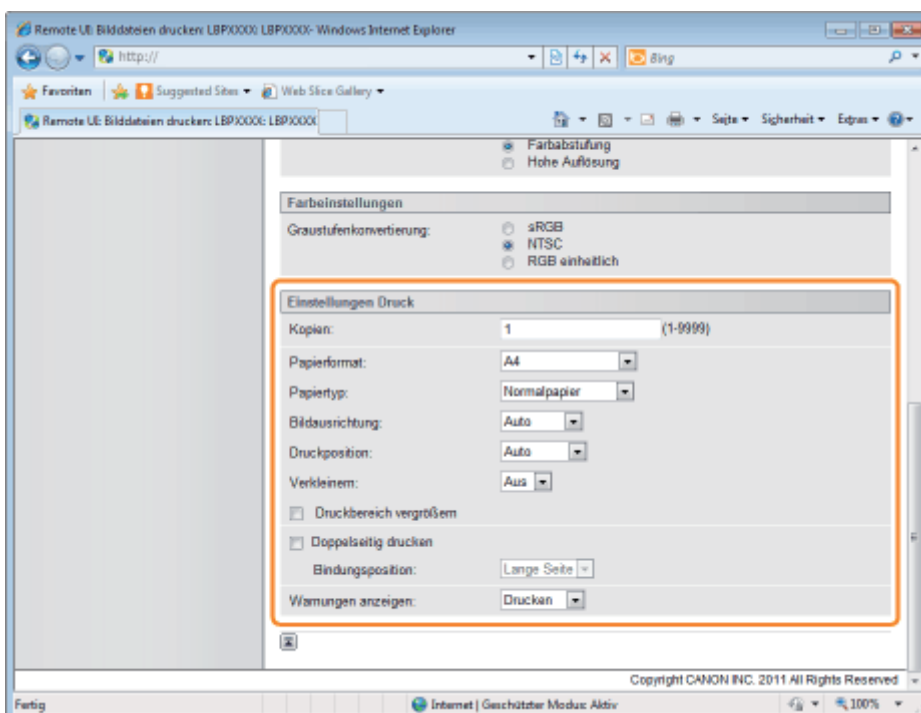 Remote UI: Bilddateien drucken: LBPXXXX: LBPXXXX- Windows Internet Explorer
http://
Bing
Favoriten Suggested Sites Web Slice Gallery
Remote UI: Bilddateien drucken: LBPXXXX: LBPXXXX
Seite Sicherheit Extras
Farbabstufung
Hohe Auflösung
Farbeinstellungen
Graustufenkonvertierung: sRGB
NTSC
RGB einheitlich
Einstellungen Druck
Kopien: 1 (1-9999)
Papierformat: A4
Papiertyp: Normalpapier
Bildausrichtung: Auto
Druckposition: Auto
Verkleinern: Aus
Druckbereich vergrößern
Doppelseitig drucken
Bindungsposition: Lange Seite
Warnungen anzeigen: Drucken
Copyright CANON INC. 2011 All Rights Reserved
Fertig Internet | Geschützter Modus: Aktiv 100%